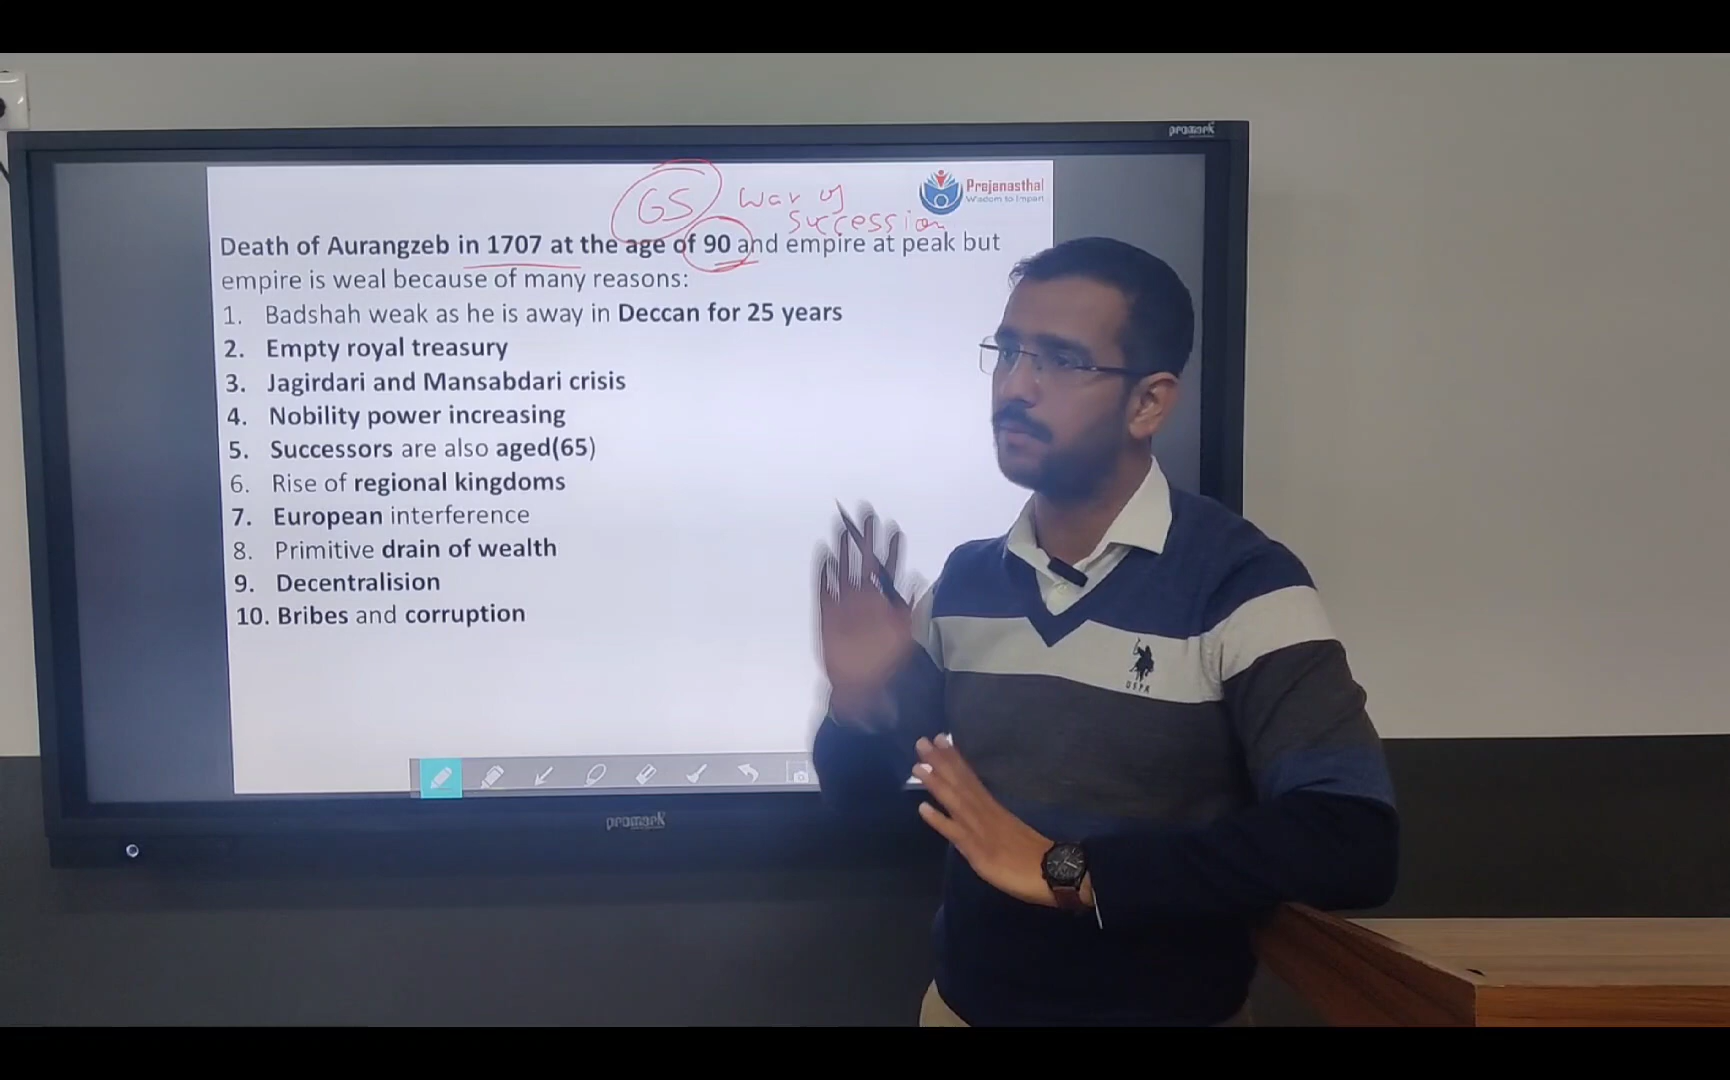 promark
65 war of
succession
Prajanasthal
Wisdom to Impart
Death of Aurangzeb in 1707 at the age of 90 and empire at peak but
empire is weal because of many reasons:
1. Badshah weak as he is away in Deccan for 25 years
2. Empty royal treasury
3. Jagirdari and Mansabdari crisis
4. Nobility power increasing
5. Successors are also aged(65)
6. Rise of regional kingdoms
7. European interference
8. Primitive drain of wealth
9. Decentralision
10. Bribes and corruption
USPA
promark